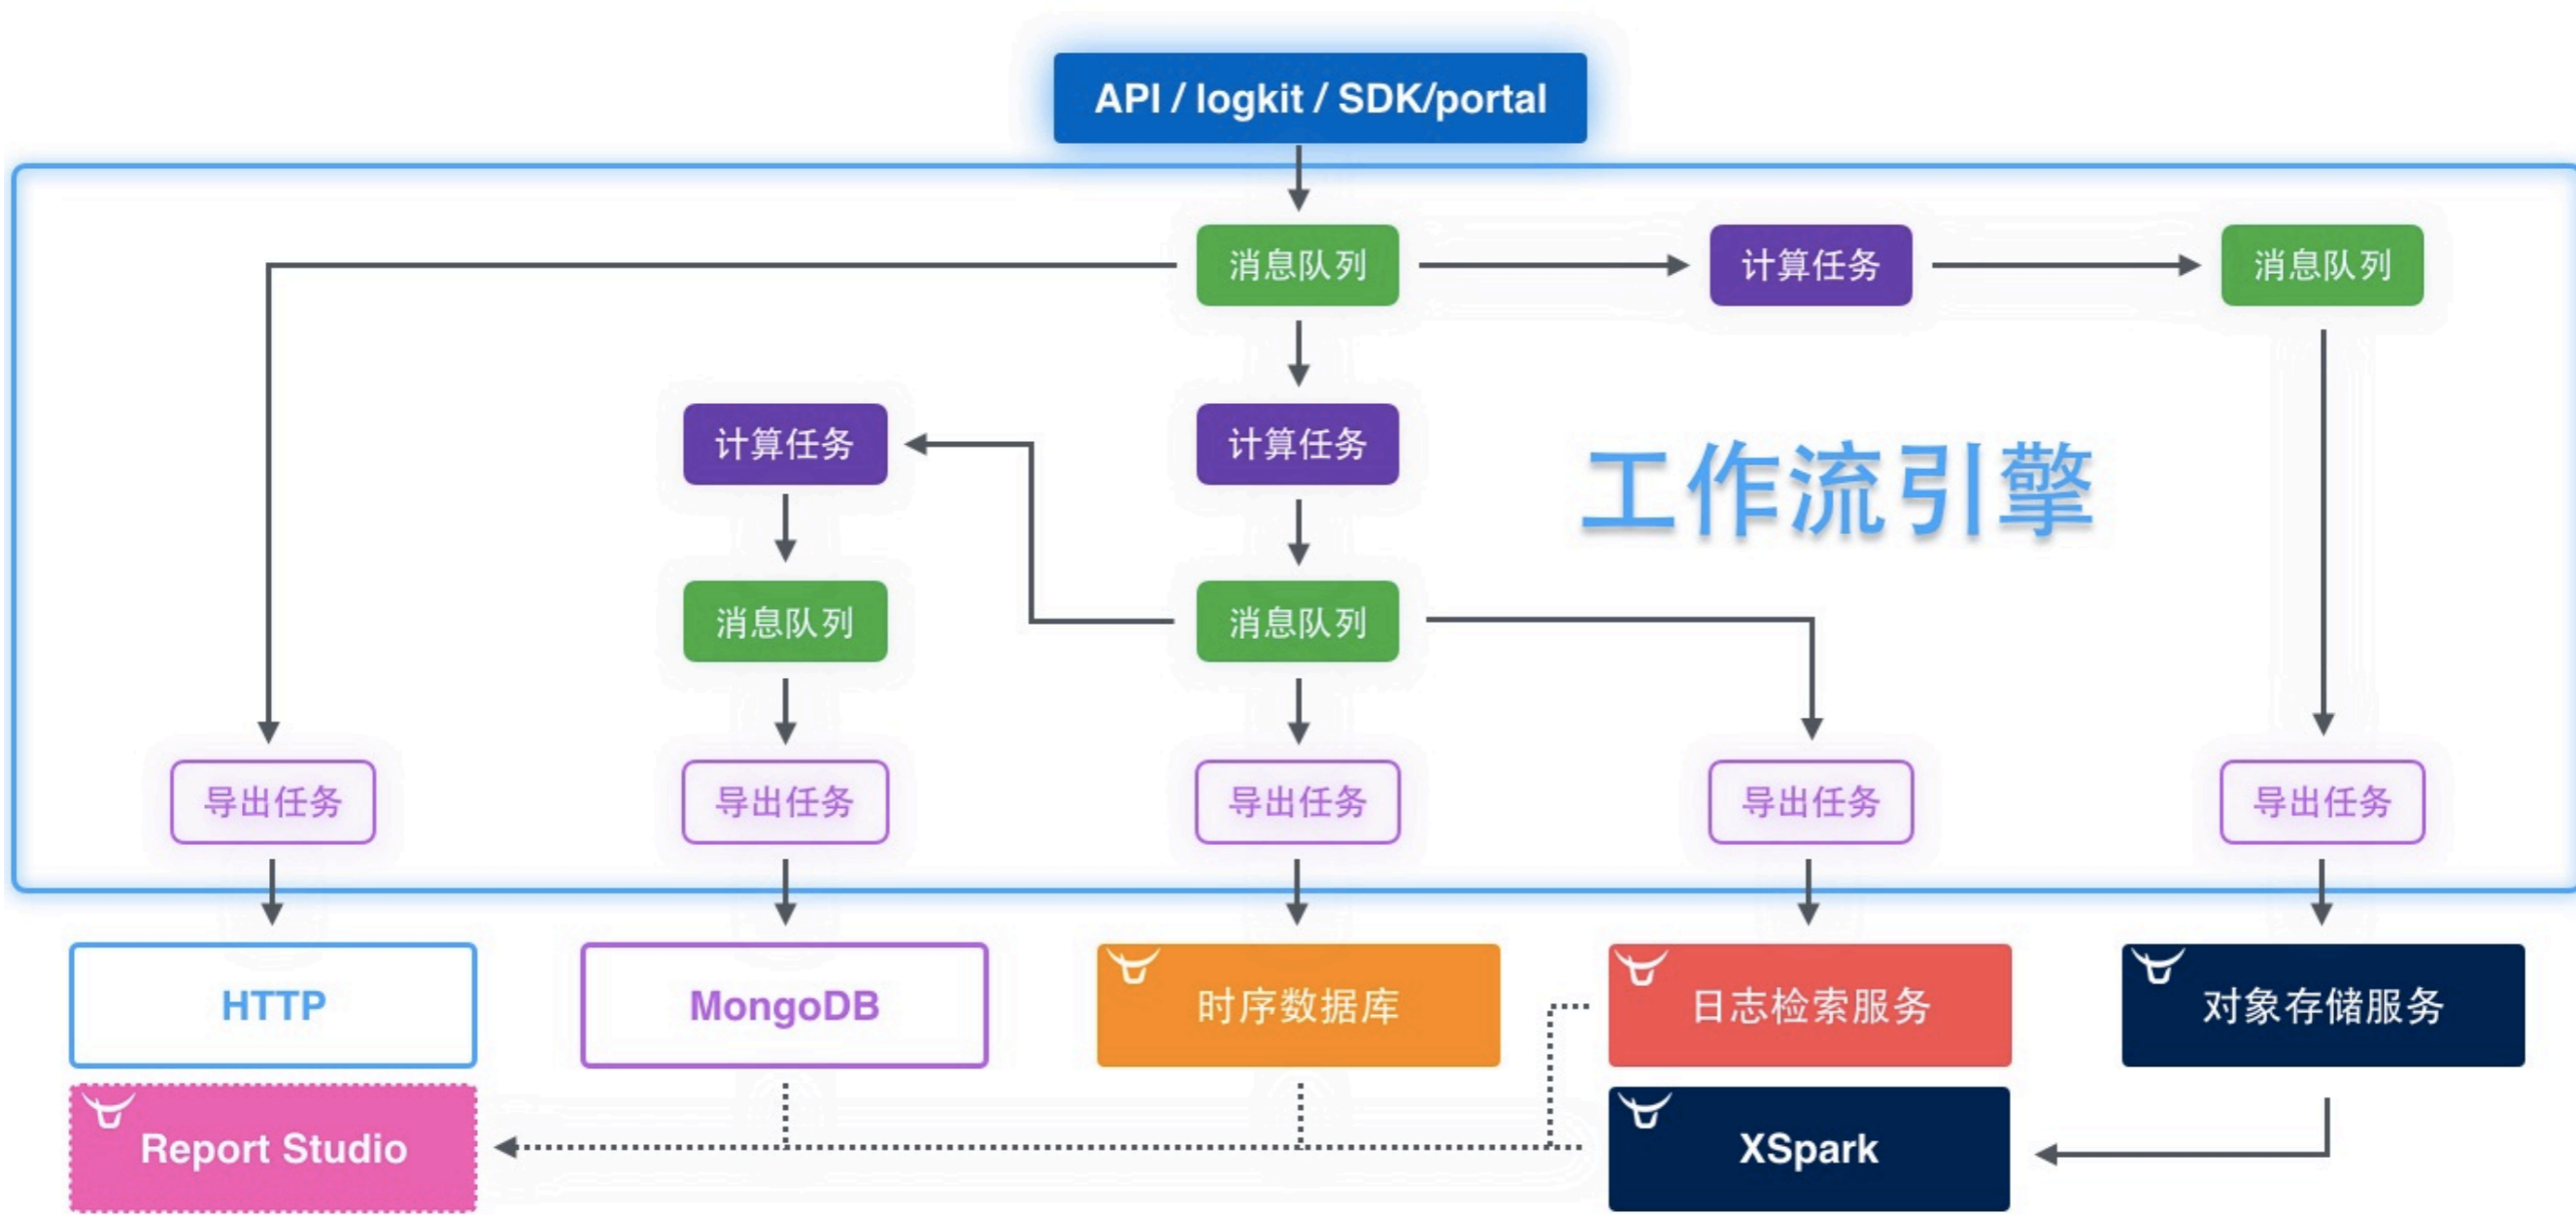 API / logkit / SDK/portal
消息队列
计算任务
消息队列
计算任务
计算任务
工作流引擎
消息队列
消息队列
导出任务
导出任务
导出任务
导出任务
导出任务
HTTP
MongoDB
时序数据库
日志检索服务
对象存储服务
Report Studio
XSpark